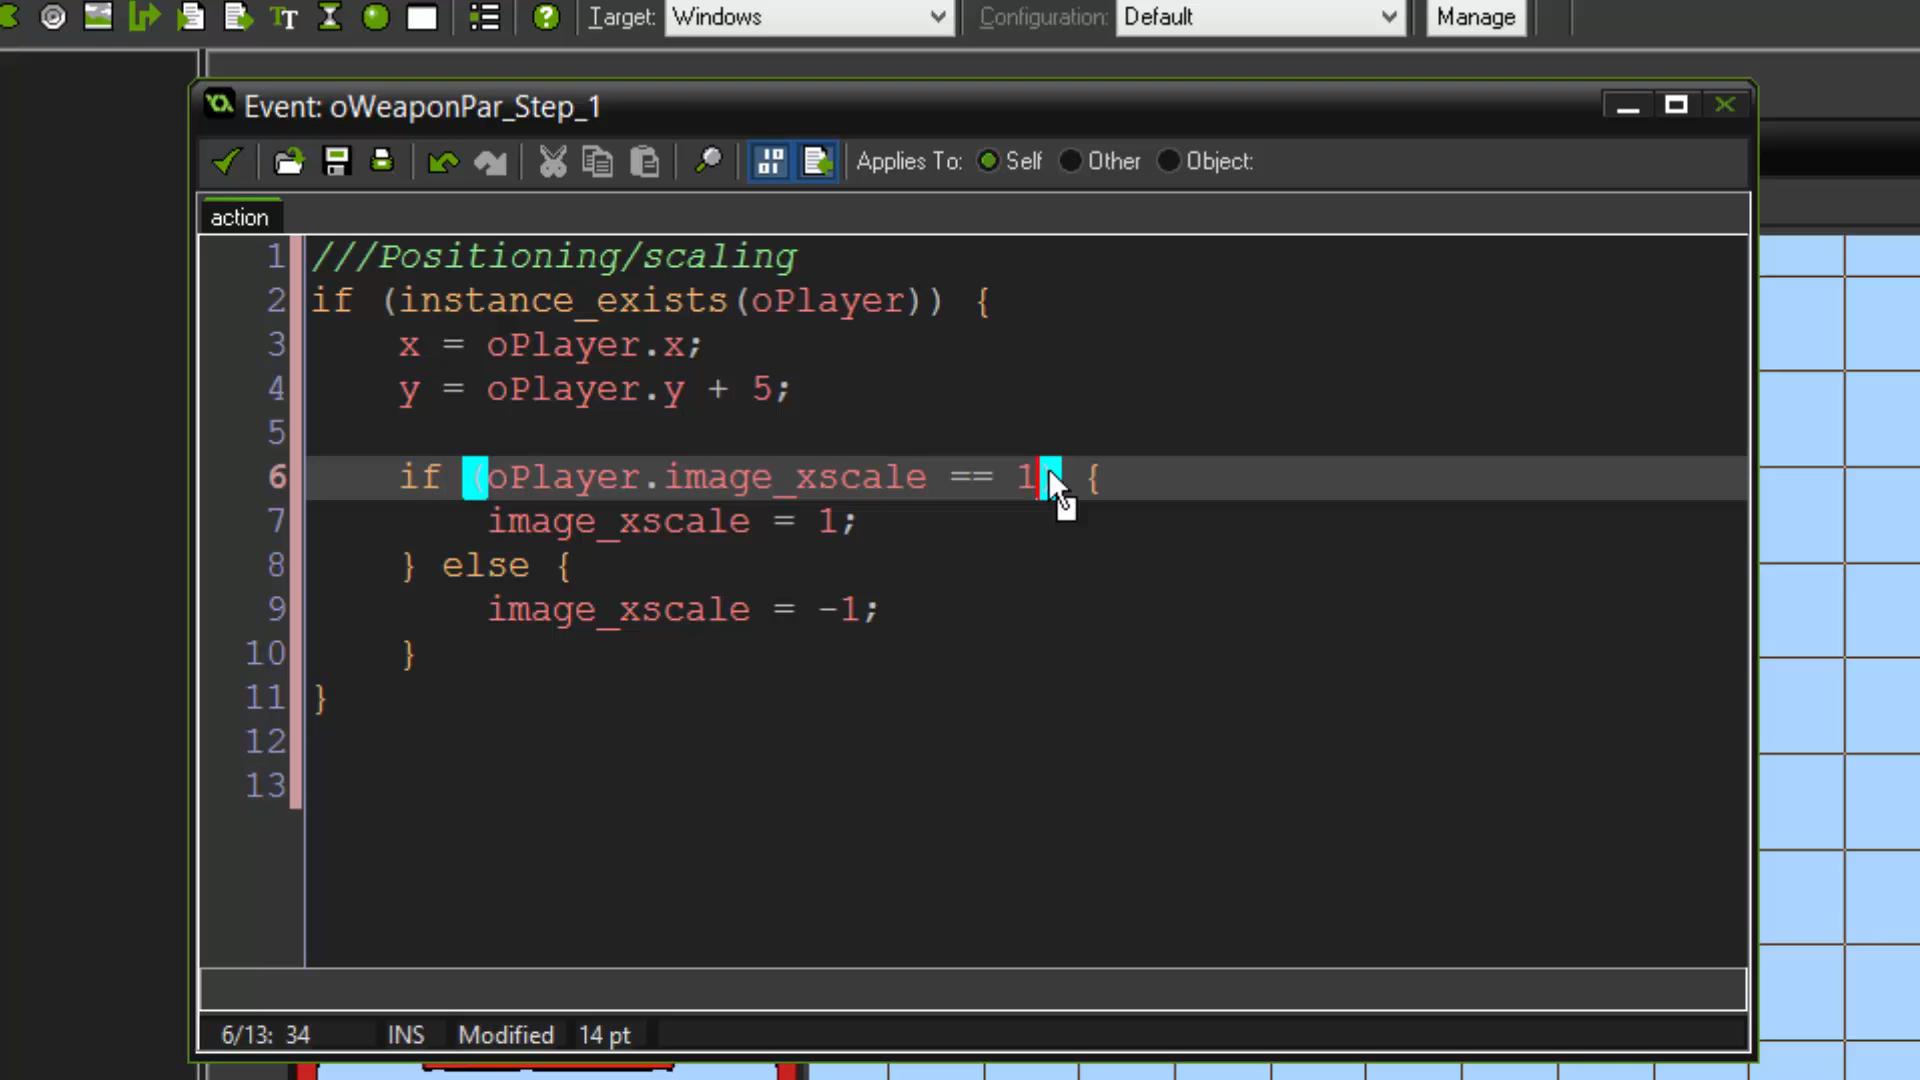 Target: Windows Configuration: Default Manage
Event: oWeaponPar_Step_1
Applies To: Self Other Object:
action
1 ///Positioning/scaling
2 if (instance_exists(oPlayer)) {
3 x = oPlayer.x;
4 y = oPlayer.y + 5;
5
6 if (oPlayer.image_xscale == 1) {
7 image_xscale = 1;
8 } else {
9 image_xscale = -1;
10 }
11 }
12
13
6/13: 34 INS Modified 14 pt